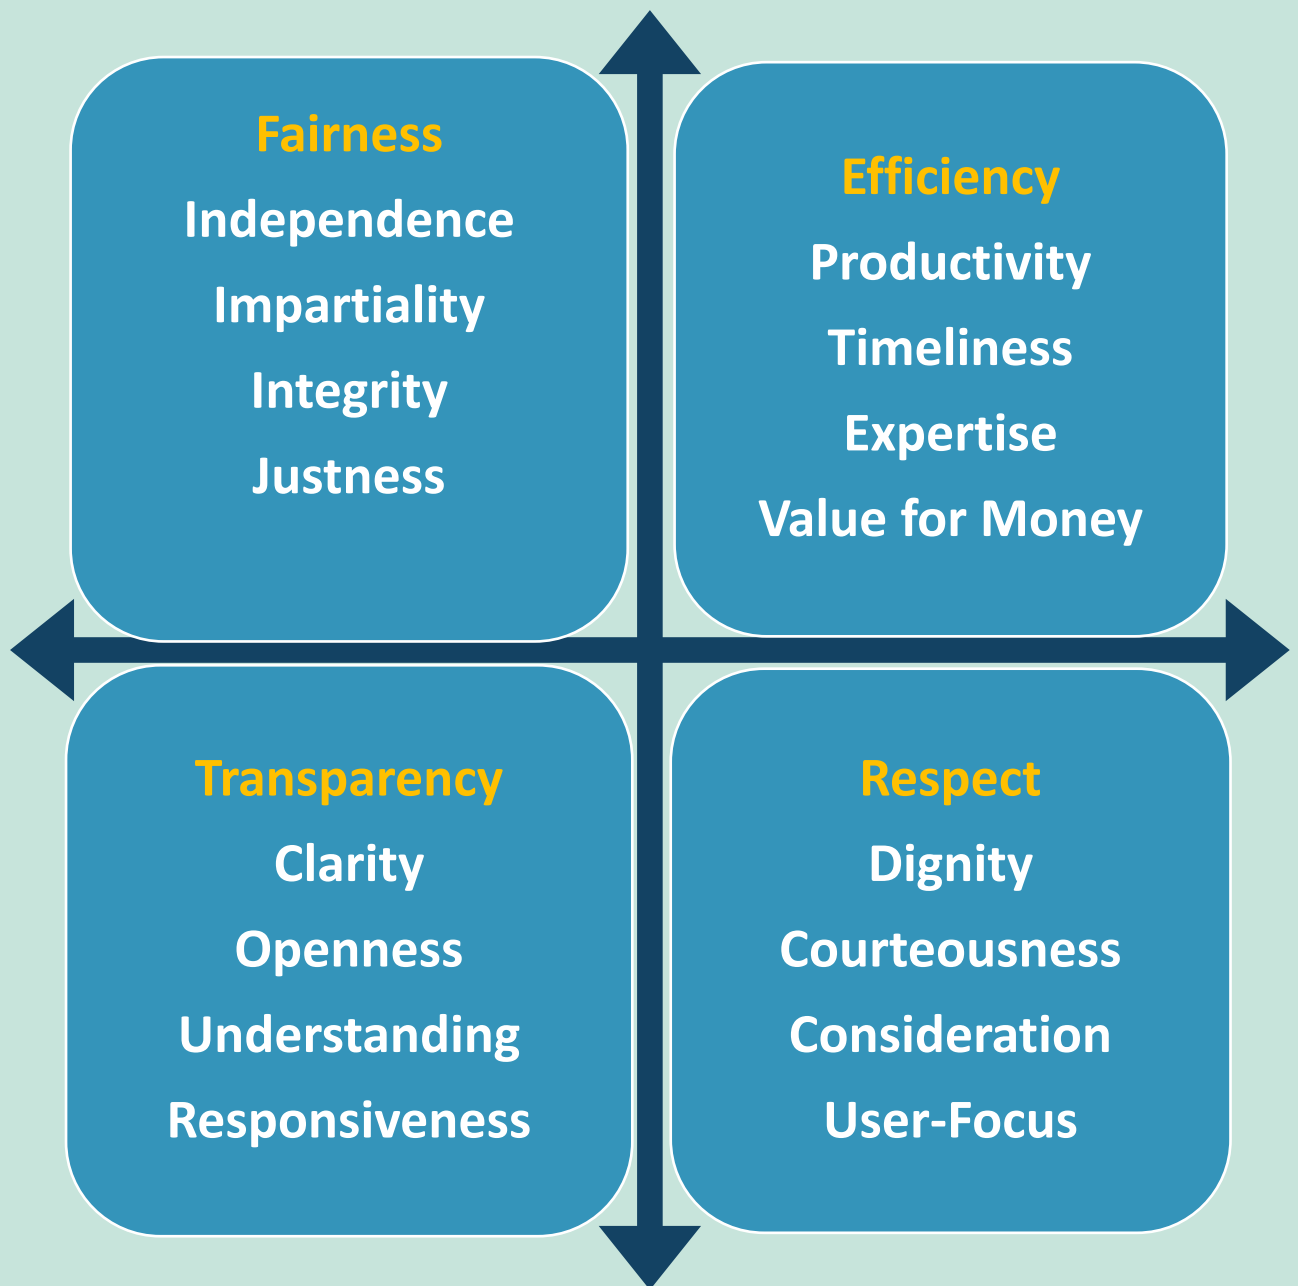 Fairness
Independence
Impartiality
Integrity
Justness
Efficiency
Productivity
Timeliness
Expertise
Value for Money
Transparency
Clarity
Openness
Understanding
Responsiveness
Respect
Dignity
Courteousness
Consideration
User-Focus